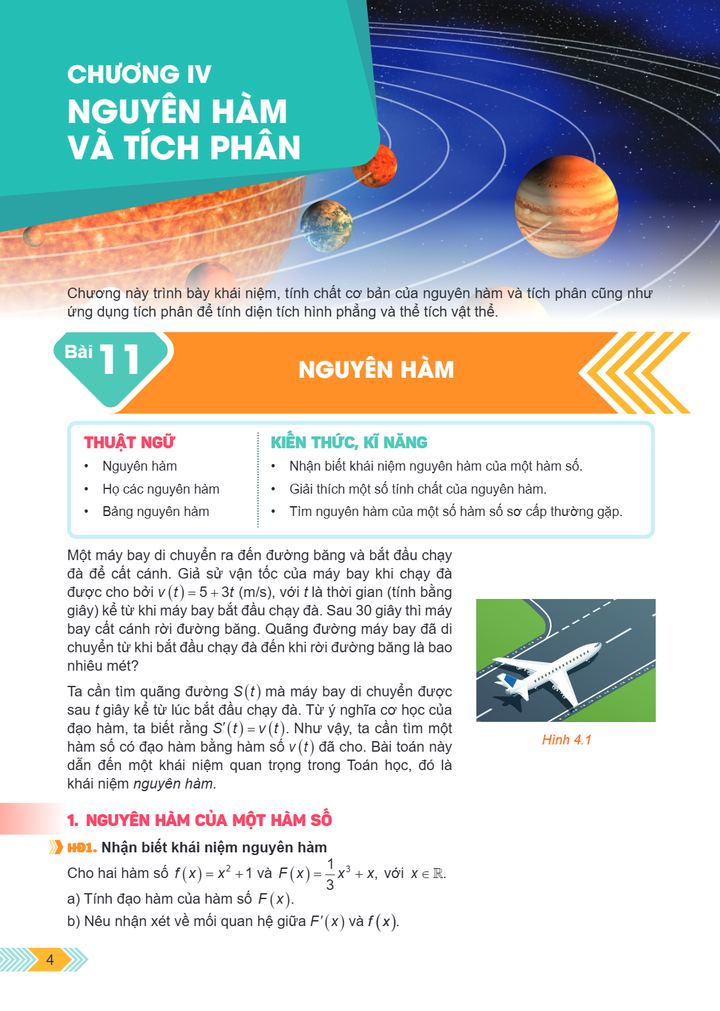 CHƯƠNG IV
NGUYÊN HÀM
VÀ TÍCH PHÂN
Chương này trình bày khái niệm, tính chất cơ bản của nguyên hàm và tích phân cũng như
ứng dụng tích phân để tính diện tích hình phẳng và thể tích vật thể.
Bài 11
NGUYÊN HÀM
THUẬT NGỮ
• Nguyên hàm
• Họ các nguyên hàm
• Bảng nguyên hàm
KIẾN THỨC, KĨ NĂNG
• Nhận biết khái niệm nguyên hàm của một hàm số.
• Giải thích một số tính chất của nguyên hàm.
• Tìm nguyên hàm của một số hàm số sơ cấp thường gặp.
Một máy bay di chuyển ra đến đường băng và bắt đầu chạy
đà để cất cánh. Giả sử vận tốc của máy bay khi chạy đà
được cho bởi v(t) = 5 + 3t (m/s), với t là thời gian (tính bằng
giây) kể từ khi máy bay bắt đầu chạy đà. Sau 30 giây thì máy
bay cất cánh rời đường băng. Quãng đường máy bay đã di
chuyển từ khi bắt đầu chạy đà đến khi rời đường băng là bao
nhiêu mét?
Ta cần tìm quãng đường S(t) mà máy bay di chuyển được
sau t giây kể từ lúc bắt đầu chạy đà. Từ ý nghĩa cơ học của
đạo hàm, ta biết rằng S′(t) = v(t). Như vậy, ta cần tìm một
hàm số có đạo hàm bằng hàm số v(t) đã cho. Bài toán này
dẫn đến một khái niệm quan trọng trong Toán học, đó là
khái niệm nguyên hàm.
Hình 4.1
1. NGUYÊN HÀM CỦA MỘT HÀM SỐ
HĐ1. Nhận biết khái niệm nguyên hàm
Cho hai hàm số f(x) = x² + 1 và F(x) = 1/3 x³ + x, với x ∈ ℝ.
a) Tính đạo hàm của hàm số F(x).
b) Nêu nhận xét về mối quan hệ giữa F′(x) và f(x).
4